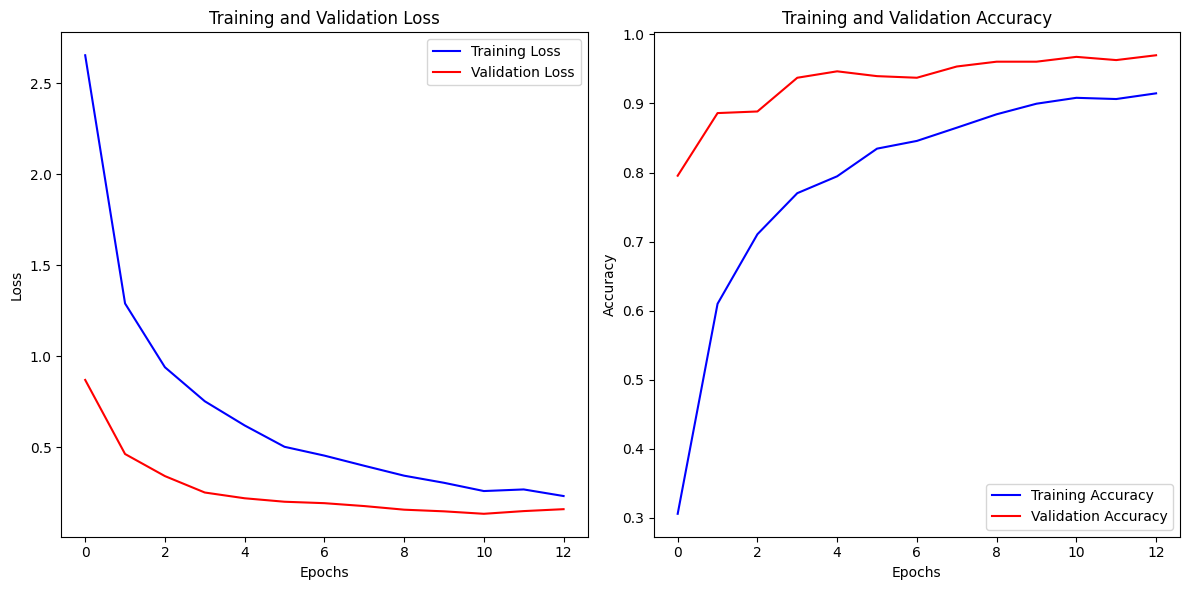 Training and Validation Loss
Training Loss
Validation Loss
2.5
2.0
1.5
1.0
0.5
Loss
0 2 4 6 8 10 12
Epochs
Training and Validation Accuracy
1.0
0.9
0.8
0.7
0.6
0.5
0.4
0.3
Accuracy
Training Accuracy
Validation Accuracy
0 2 4 6 8 10 12
Epochs